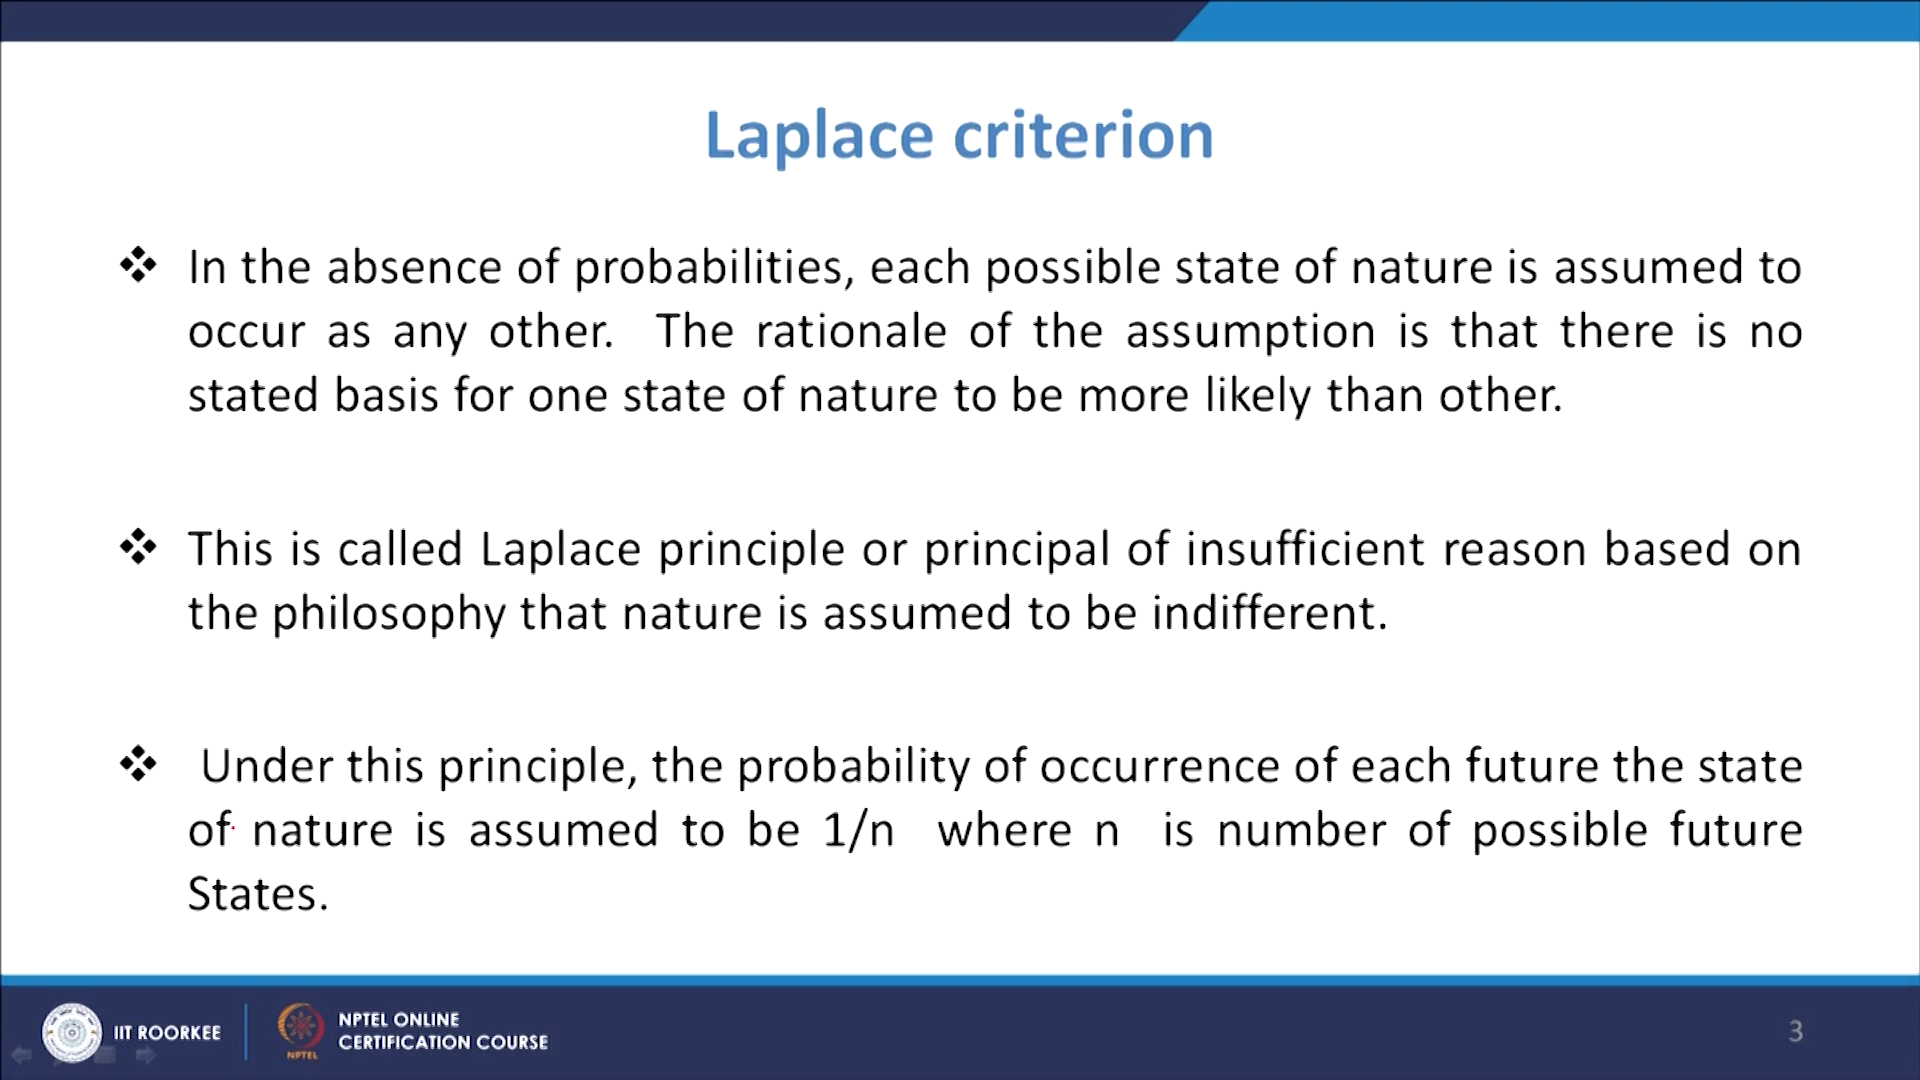 Laplace criterion
❖ In the absence of probabilities, each possible state of nature is assumed to
occur as any other. The rationale of the assumption is that there is no
stated basis for one state of nature to be more likely than other.
❖ This is called Laplace principle or principal of insufficient reason based on
the philosophy that nature is assumed to be indifferent.
❖ Under this principle, the probability of occurrence of each future the state
of nature is assumed to be 1/n where n is number of possible future
States.
IIT ROORKEE
NPTEL
NPTEL ONLINE
CERTIFICATION COURSE
3